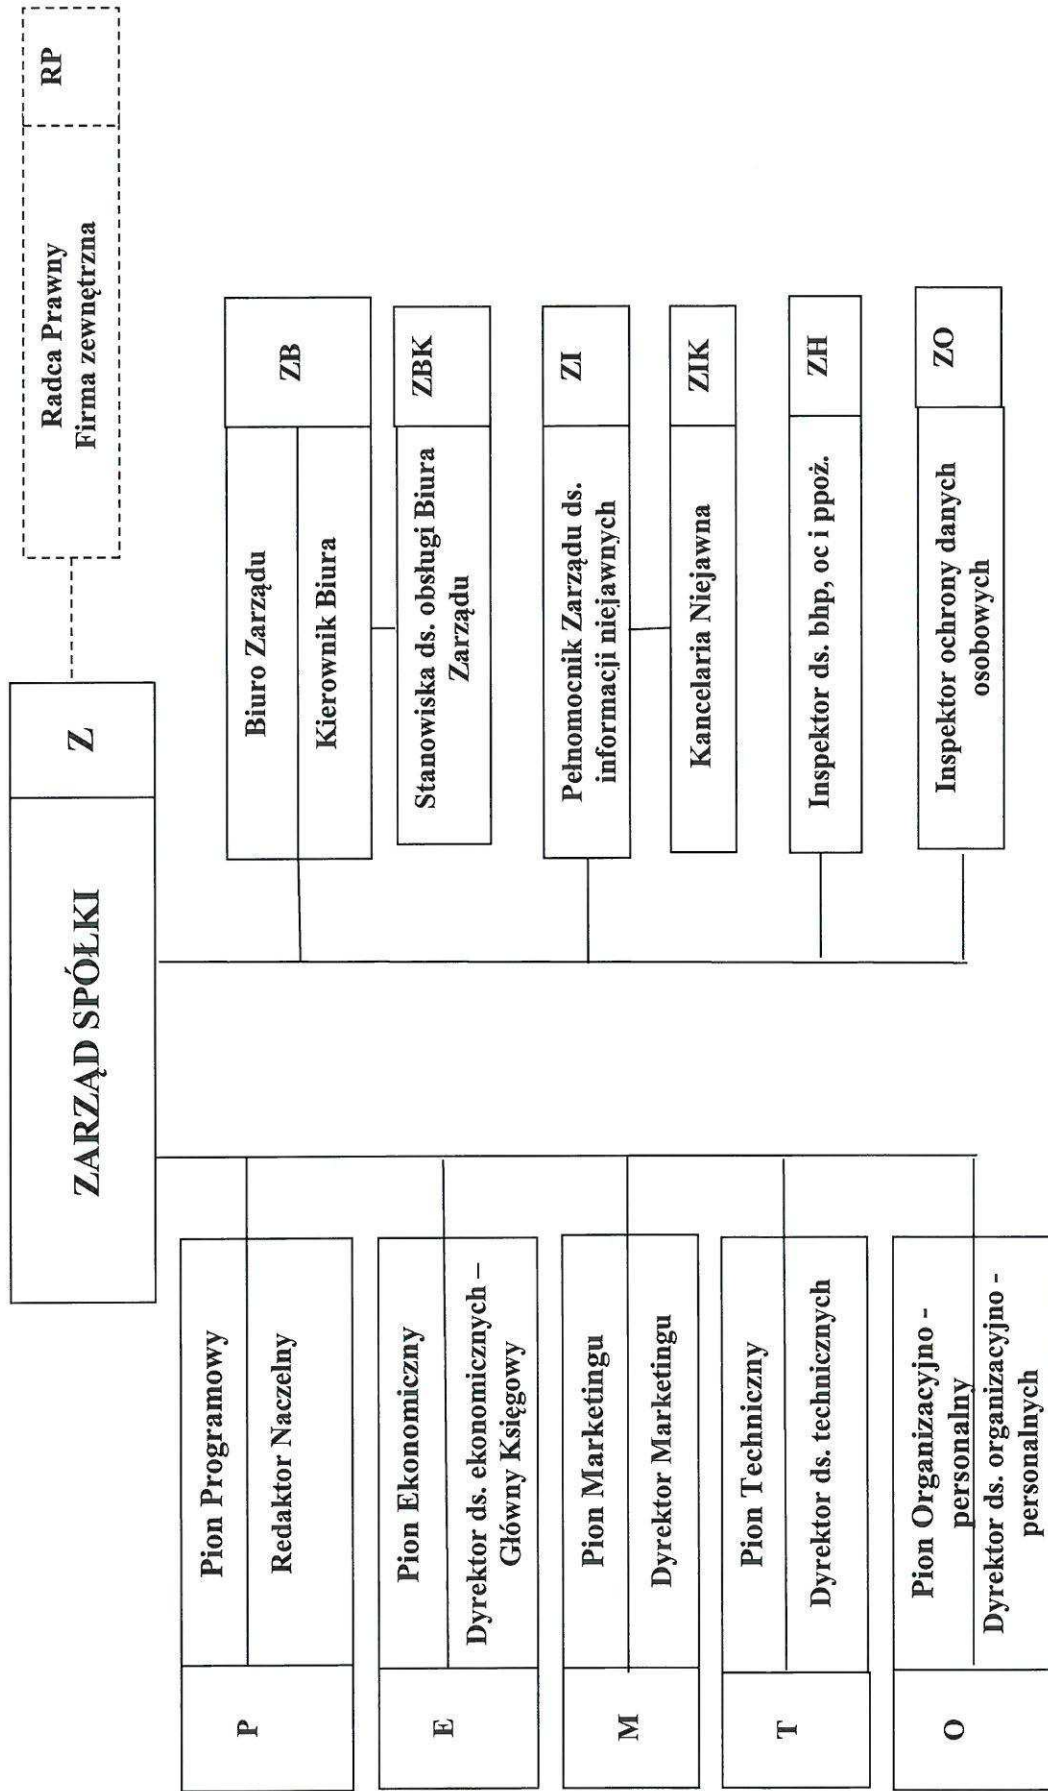 ZARZĄD SPÓŁKI
Z
Radca Prawny
Firma zewnętrzna
RP
P
Pion Programowy
Redaktor Naczelny
E
Pion Ekonomiczny
Dyrektor ds. ekonomicznych –
Główny Księgowy
M
Pion Marketingu
Dyrektor Marketingu
T
Pion Techniczny
Dyrektor ds. technicznych
O
Pion Organizacyjno -
personalny
Dyrektor ds. organizacyjno -
personalnych
Biuro Zarządu
Kierownik Biura
ZB
Stanowiska ds. obsługi Biura
Zarządu
ZBK
Pełnomocnik Zarządu ds.
informacji niejawnych
ZI
Kancelaria Niejawna
ZIK
Inspektor ds. bhp, oc i ppoż.
ZH
Inspektor ochrony danych
osobowych
ZO